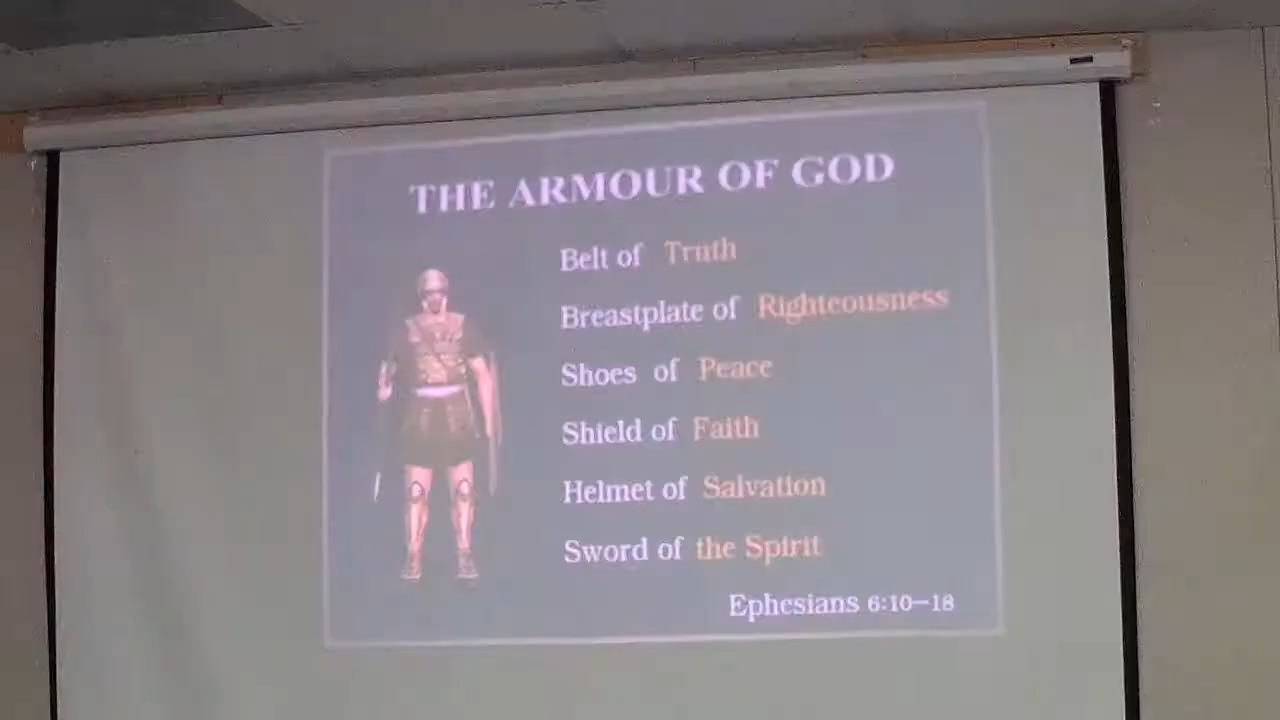 THE ARMOUR OF GOD
Belt of Truth
Breastplate of Righteousness
Shoes of Peace
Shield of Faith
Helmet of Salvation
Sword of the Spirit
Ephesians 6:10–18